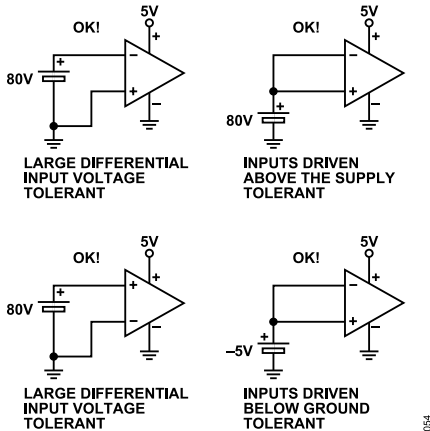 OK!
5V
+
−
+
80V
+
−
LARGE DIFFERENTIAL
INPUT VOLTAGE
TOLERANT
OK!
5V
+
−
+
80V
+
−
INPUTS DRIVEN
ABOVE THE SUPPLY
TOLERANT
OK!
5V
+
+
80V
+
−
−
LARGE DIFFERENTIAL
INPUT VOLTAGE
TOLERANT
OK!
5V
+
−
+
−5V
+
−
INPUTS DRIVEN
BELOW GROUND
TOLERANT
054